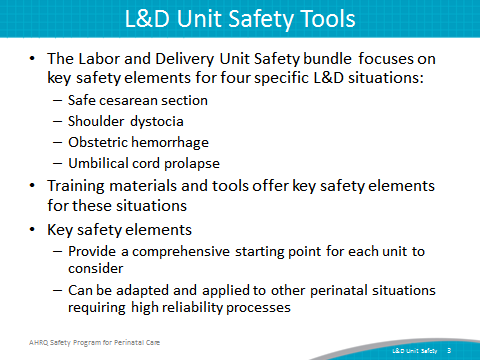 L&D Unit Safety Tools
• The Labor and Delivery Unit Safety bundle focuses on
key safety elements for four specific L&D situations:
– Safe cesarean section
– Shoulder dystocia
– Obstetric hemorrhage
– Umbilical cord prolapse
• Training materials and tools offer key safety elements
for these situations
• Key safety elements
– Provide a comprehensive starting point for each unit to
consider
– Can be adapted and applied to other perinatal situations
requiring high reliability processes
AHRQ Safety Program for Perinatal Care
L&D Unit Safety 3